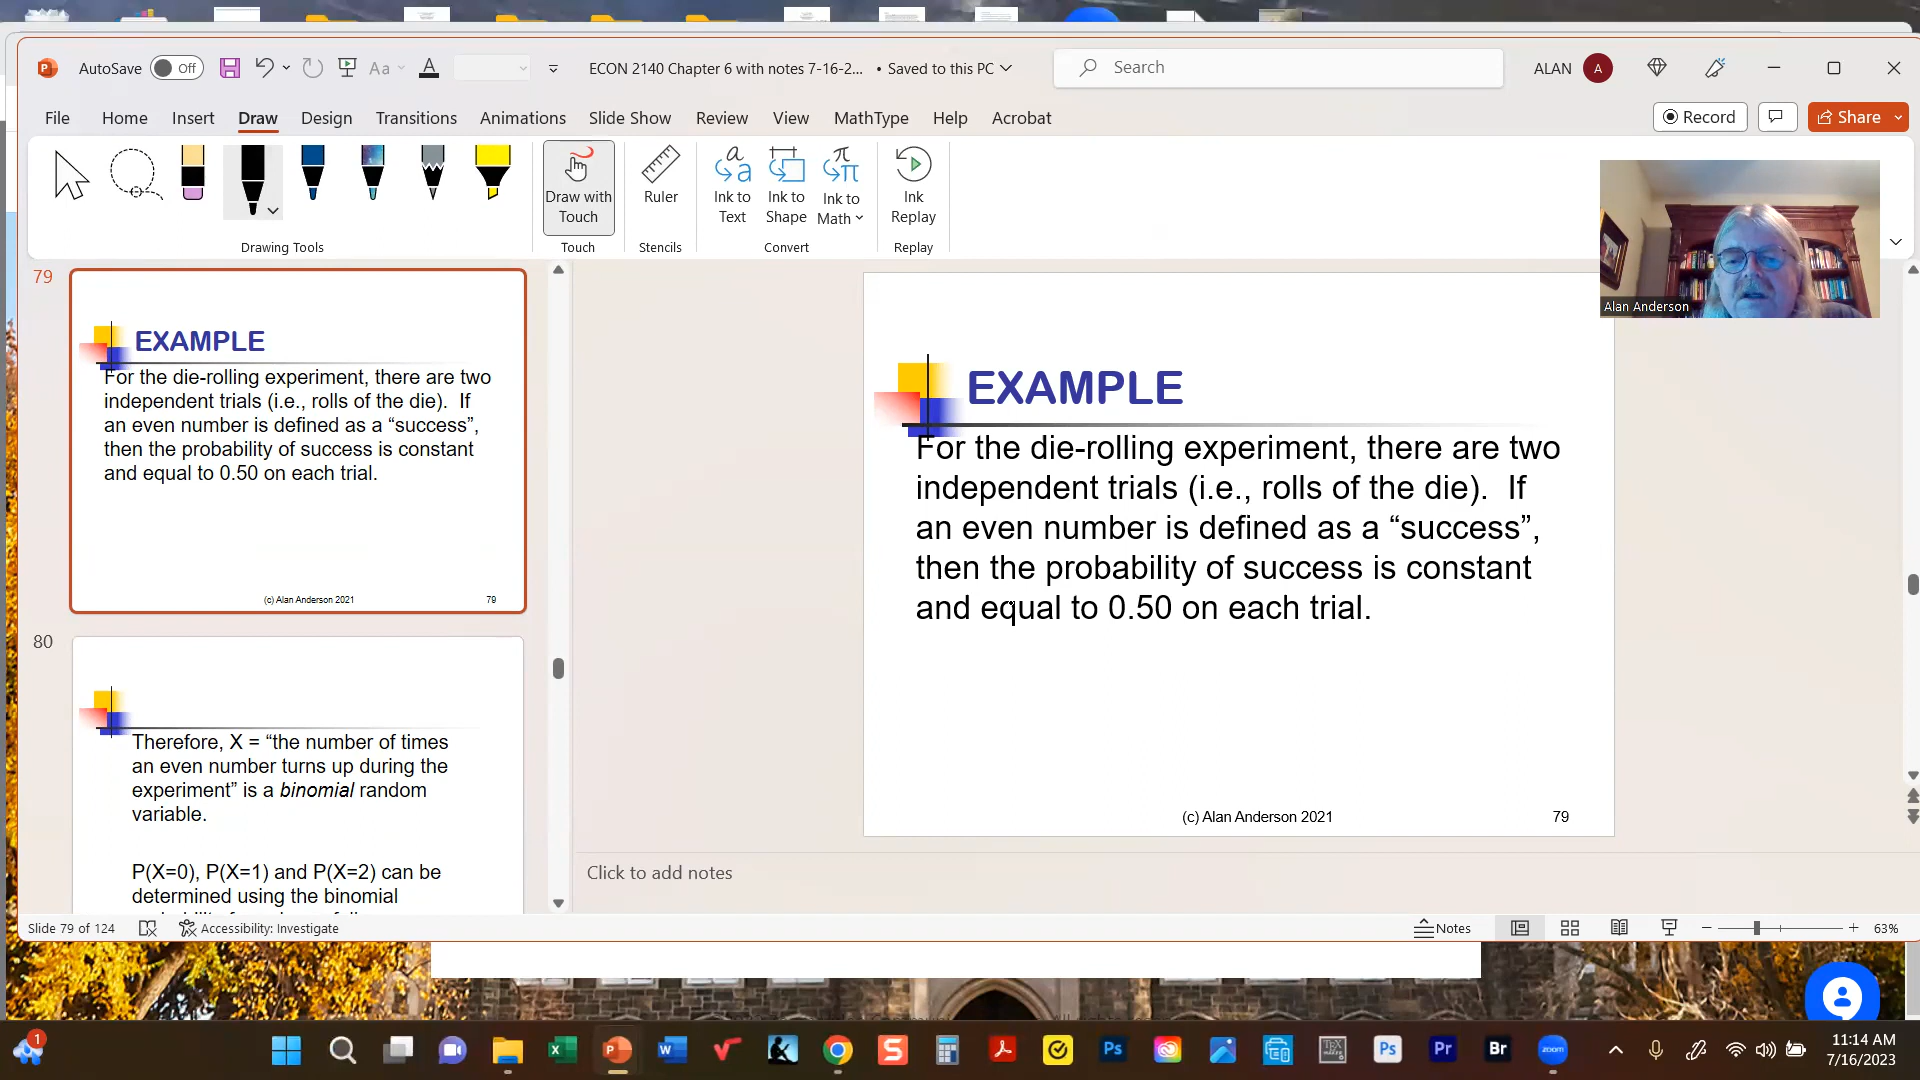 AutoSave Off
Aa
A
ECON 2140 Chapter 6 with notes 7-16-2... • Saved to this PC
Search
ALAN A
File Home Insert Draw Design Transitions Animations Slide Show Review View MathType Help Acrobat
Record
Share
Draw with
Touch
Ruler
Ink to
Text
Ink to
Shape
Ink to
Math
Ink
Replay
Drawing Tools
Touch
Stencils
Convert
Replay
Alan Anderson
79
EXAMPLE
For the die-rolling experiment, there are two
independent trials (i.e., rolls of the die). If
an even number is defined as a “success”,
then the probability of success is constant
and equal to 0.50 on each trial.
(c) Alan Anderson 2021
79
80
Therefore, X = “the number of times
an even number turns up during the
experiment” is a binomial random
variable.
P(X=0), P(X=1) and P(X=2) can be
determined using the binomial
EXAMPLE
For the die-rolling experiment, there are two
independent trials (i.e., rolls of the die). If
an even number is defined as a “success”,
then the probability of success is constant
and equal to 0.50 on each trial.
(c) Alan Anderson 2021
79
Click to add notes
Slide 79 of 124
Accessibility: Investigate
Notes
63%
1
zoom
Ps
Ps
Pr
Br
11:14 AM
7/16/2023